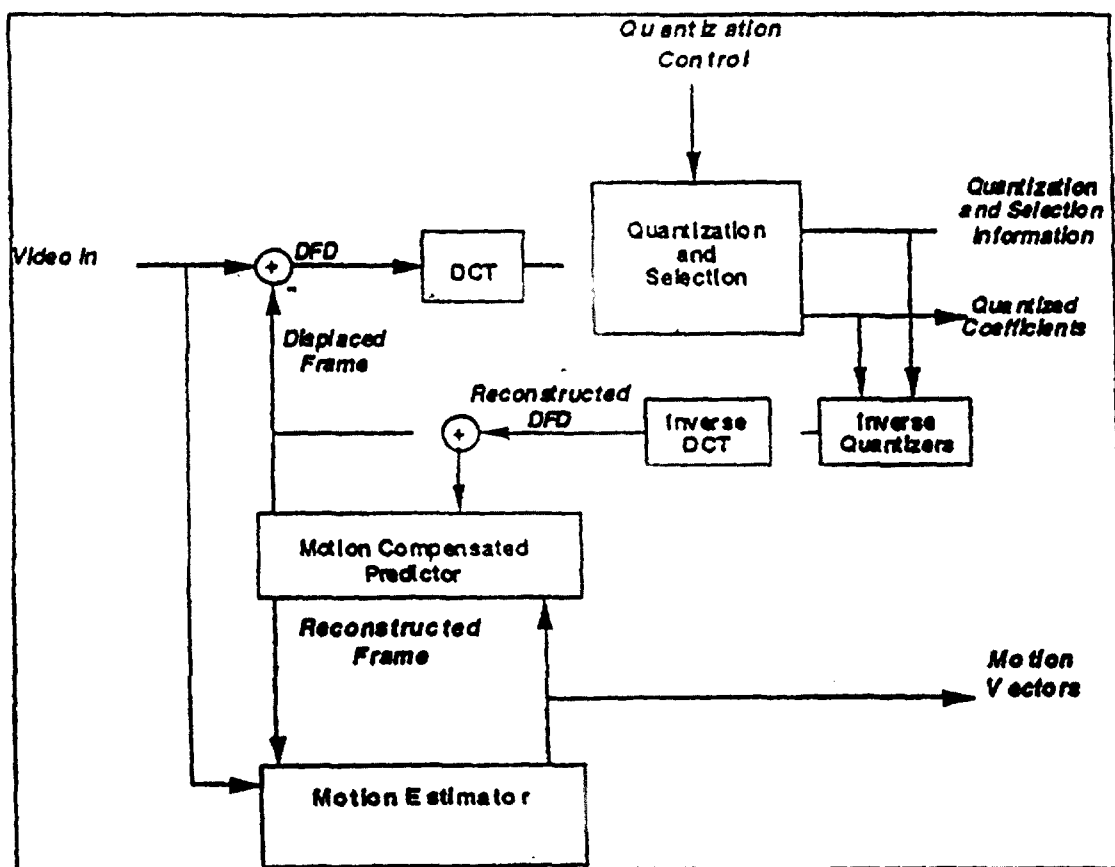 Quantization
Control
Quantization
and Selection
Information
Video In
+
DFD
-
DCT
Quantization
and
Selection
Quantized
Coefficients
Displaced
Frame
Reconstructed
DFD
+
Inverse
DCT
Inverse
Quantizers
Motion Compensated
Predictor
Reconstructed
Frame
Motion
Vectors
Motion Estimator